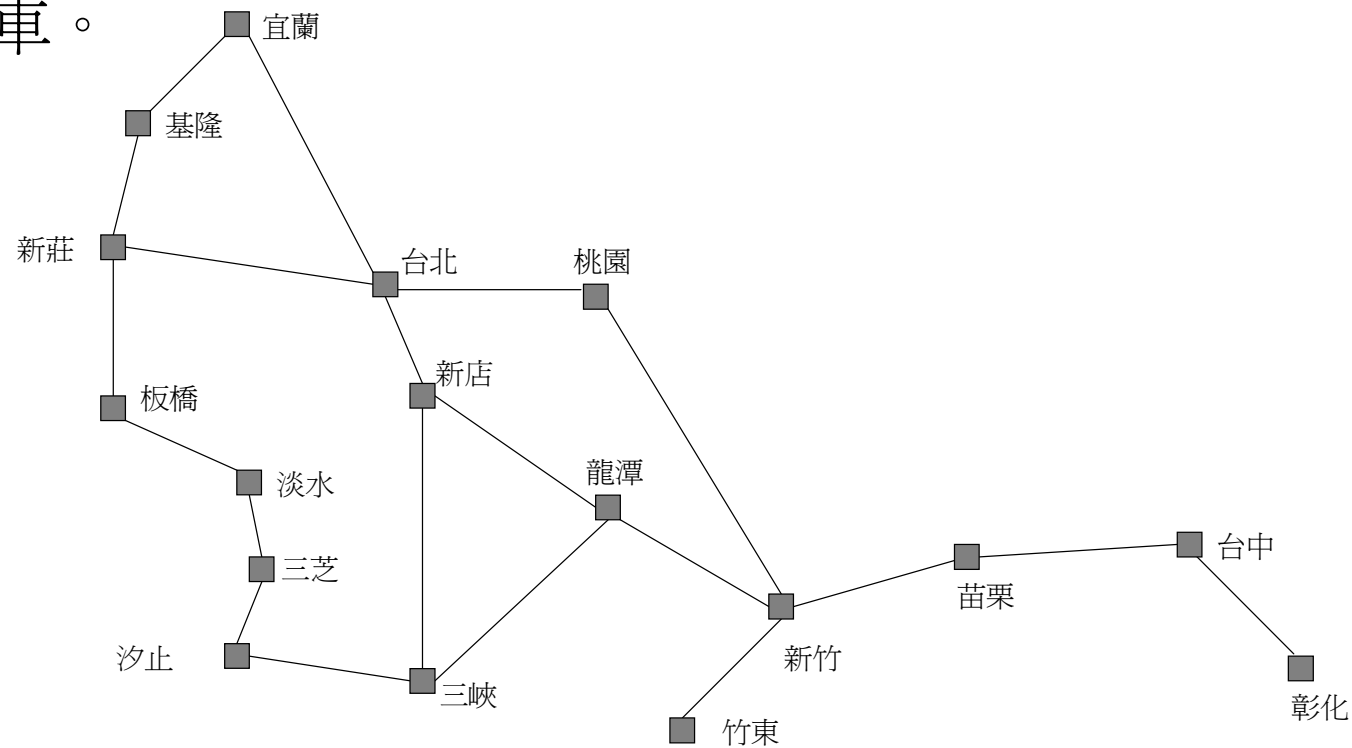 車。
宜蘭
基隆
新莊
台北
桃園
新店
板橋
龍潭
淡水
台中
三芝
苗栗
汐止
新竹
三峽
彰化
竹東